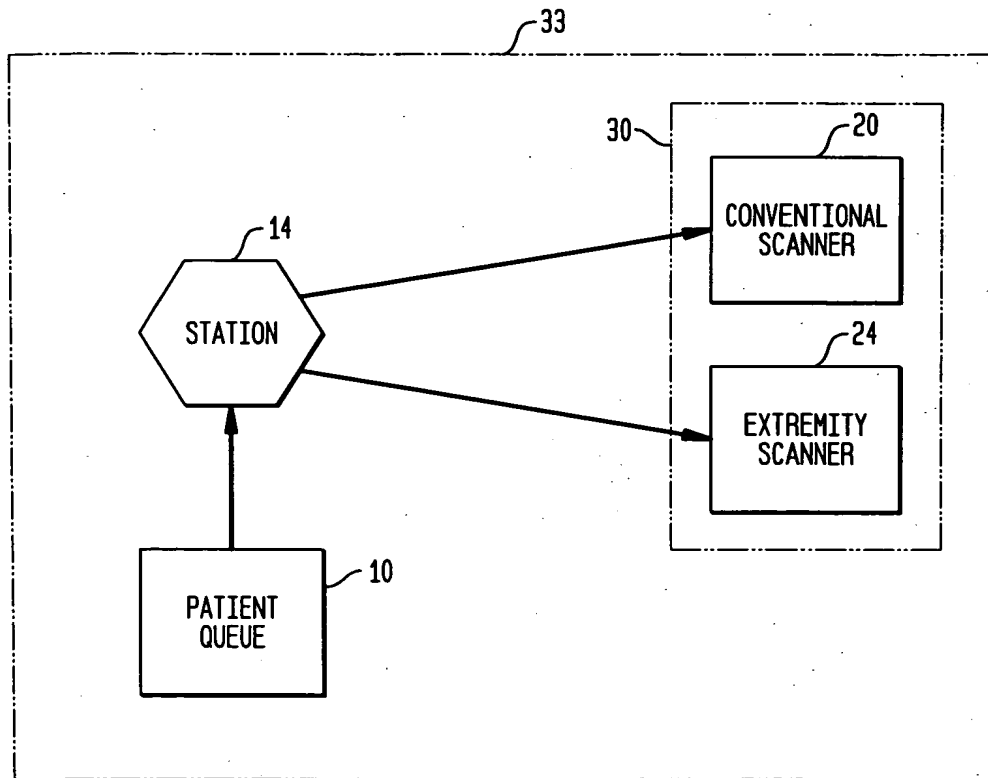 33
30
20
CONVENTIONAL
SCANNER
14
STATION
24
EXTREMITY
SCANNER
10
PATIENT
QUEUE